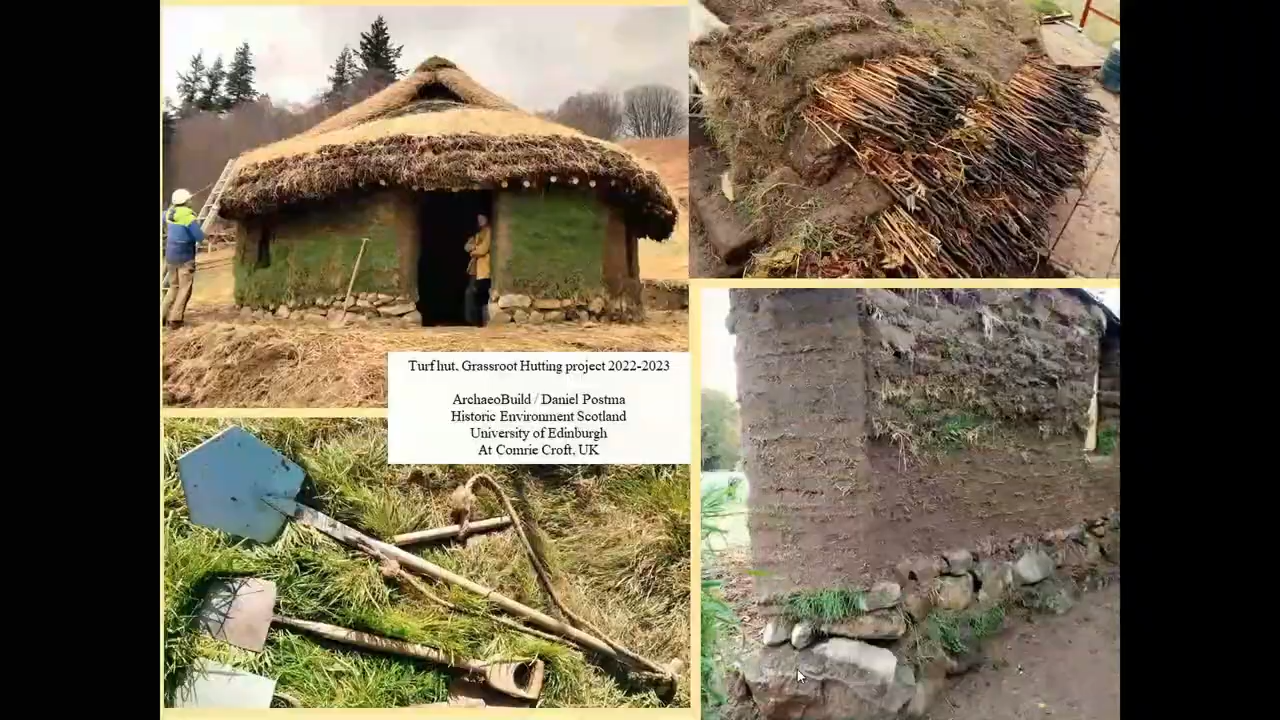 Turf hut, Grassroot Hutting project 2022-2023
ArchaeoBuild / Daniel Postma
Historic Environment Scotland
University of Edinburgh
At Comrie Croft, UK